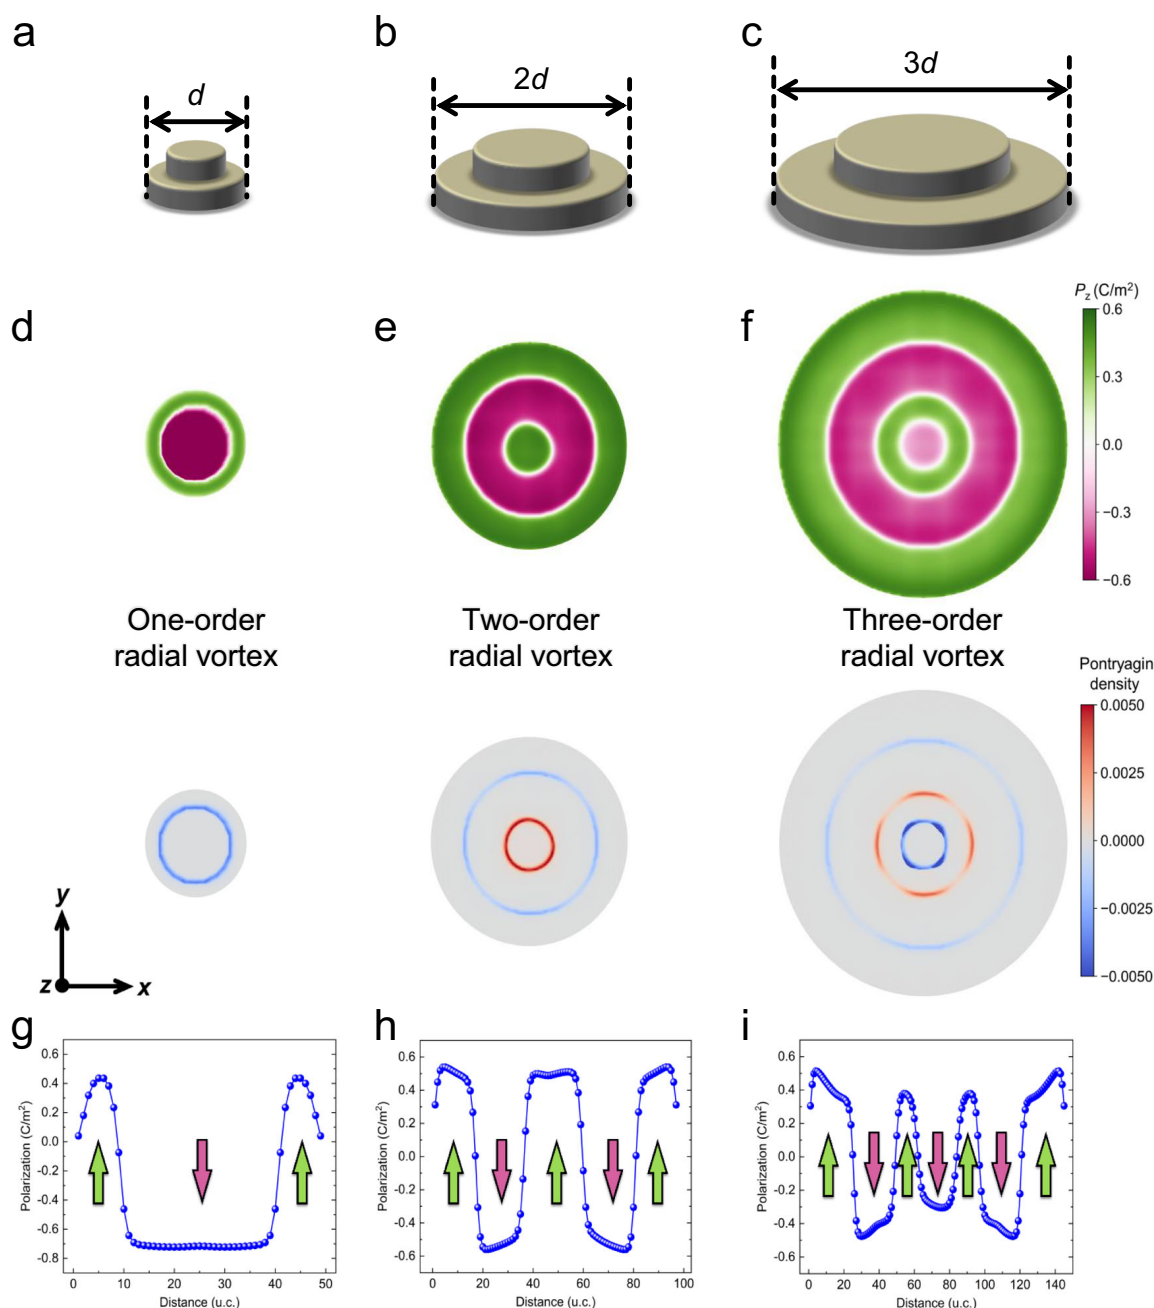 a
b
c
d
2d
3d
d
e
f
Pz (C/m²)
0.6
0.3
0.0
−0.3
−0.6
One-order
radial vortex
Two-order
radial vortex
Three-order
radial vortex
Pontryagin
density
0.0050
0.0025
0.0000
−0.0025
−0.0050
y
z
x
g
h
i
Polarization (C/m²)
0.6
0.4
0.2
0.0
-0.2
-0.4
-0.6
-0.8
0
10
20
30
40
50
Distance (u.c.)
Polarization (C/m²)
0.6
0.4
0.2
0.0
-0.2
-0.4
-0.6
0
20
40
60
80
100
Distance (u.c.)
Polarization (C/m²)
0.6
0.4
0.2
0.0
-0.2
-0.4
-0.6
0
20
40
60
80
100
120
140
Distance (u.c.)